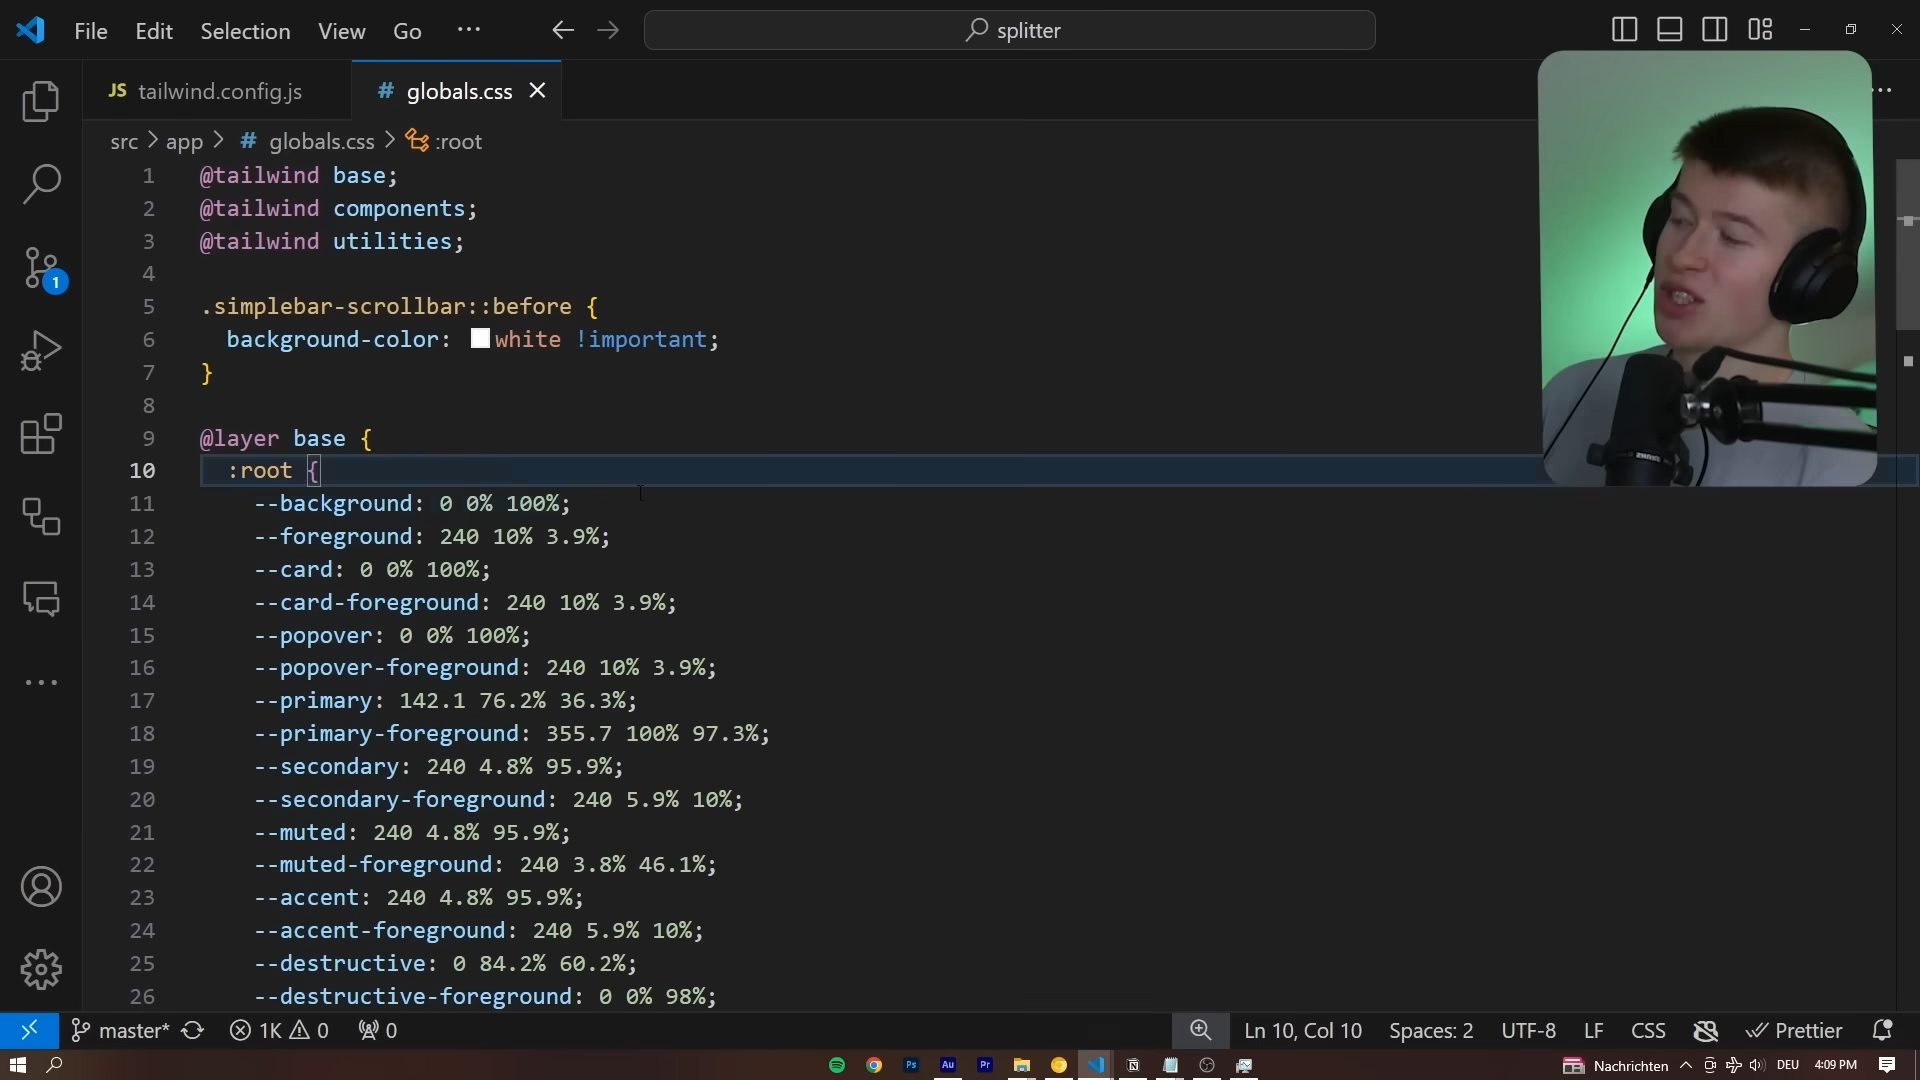 File Edit Selection View Go ··· splitter
JS tailwind.config.js # globals.css
src > app > # globals.css > :root
1 @tailwind base;
2 @tailwind components;
3 @tailwind utilities;
4
5 .simplebar-scrollbar::before {
6 background-color: white !important;
7 }
8
9 @layer base {
10 :root {
11 --background: 0 0% 100%;
12 --foreground: 240 10% 3.9%;
13 --card: 0 0% 100%;
14 --card-foreground: 240 10% 3.9%;
15 --popover: 0 0% 100%;
16 --popover-foreground: 240 10% 3.9%;
17 --primary: 142.1 76.2% 36.3%;
18 --primary-foreground: 355.7 100% 97.3%;
19 --secondary: 240 4.8% 95.9%;
20 --secondary-foreground: 240 5.9% 10%;
21 --muted: 240 4.8% 95.9%;
22 --muted-foreground: 240 3.8% 46.1%;
23 --accent: 240 4.8% 95.9%;
24 --accent-foreground: 240 5.9% 10%;
25 --destructive: 0 84.2% 60.2%;
26 --destructive-foreground: 0 0% 98%;
1
master* 1K 0 0 Ln 10, Col 10 Spaces: 2 UTF-8 LF CSS Prettier
Ps Au Pr Nachrichten DEU 4:09 PM